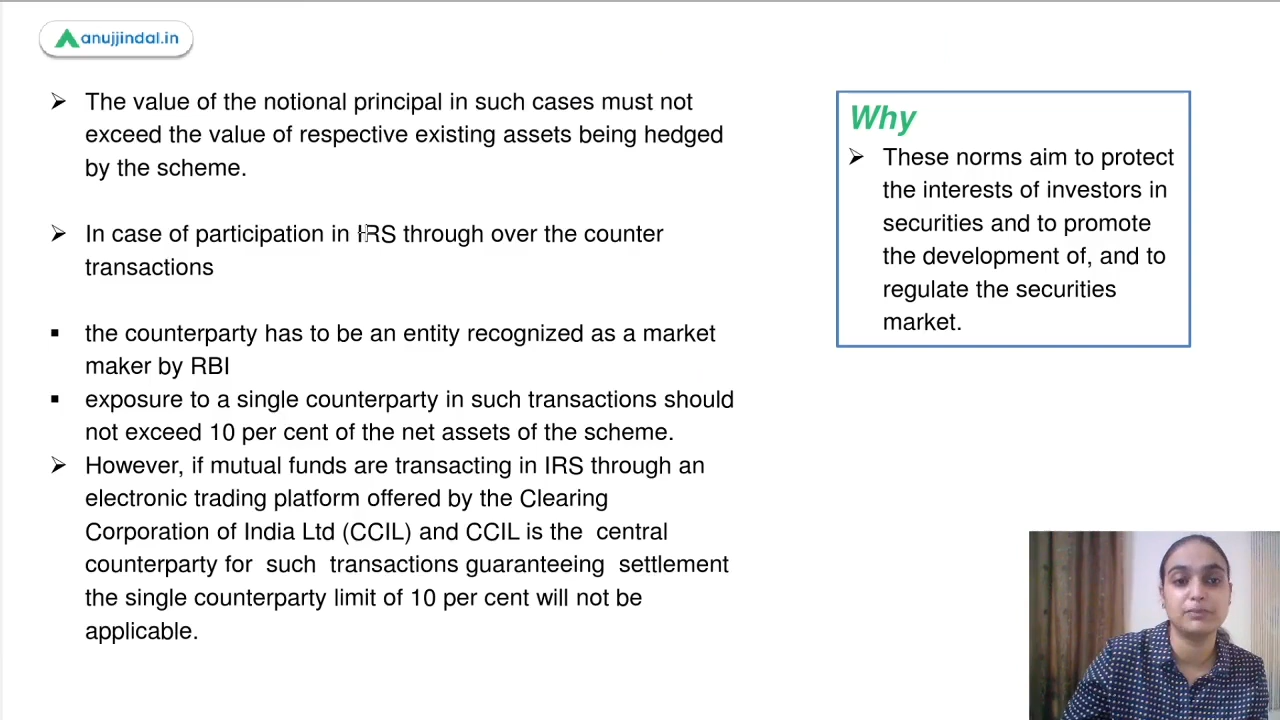 anujjindal.in
The value of the notional principal in such cases must not
exceed the value of respective existing assets being hedged
by the scheme.
In case of participation in IRS through over the counter
transactions
the counterparty has to be an entity recognized as a market
maker by RBI
exposure to a single counterparty in such transactions should
not exceed 10 per cent of the net assets of the scheme.
However, if mutual funds are transacting in IRS through an
electronic trading platform offered by the Clearing
Corporation of India Ltd (CCIL) and CCIL is the central
counterparty for such transactions guaranteeing settlement
the single counterparty limit of 10 per cent will not be
applicable.
Why
These norms aim to protect
the interests of investors in
securities and to promote
the development of, and to
regulate the securities
market.